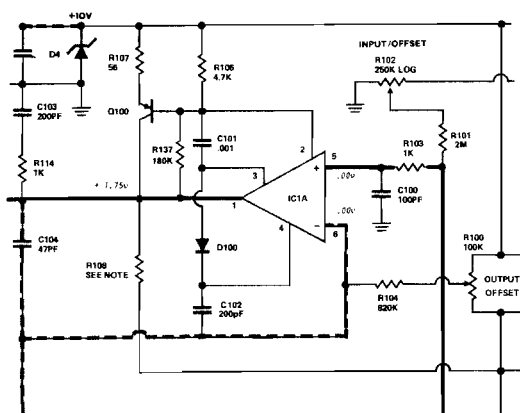 +10V
D4
R107
56
R106
4.7K
INPUT/OFFSET
R102
250K LOG
C103
200PF
Q100
C101
.001
2
R101
2M
R114
1K
R137
180K
3
+
5
.00v
R103
1K
+ 1.75v
1
IC1A
C100
100PF
.00v
−
6
4
C104
47PF
R108
SEE NOTE
D100
R100
100K
C102
200pF
R104
820K
OUTPUT
OFFSET